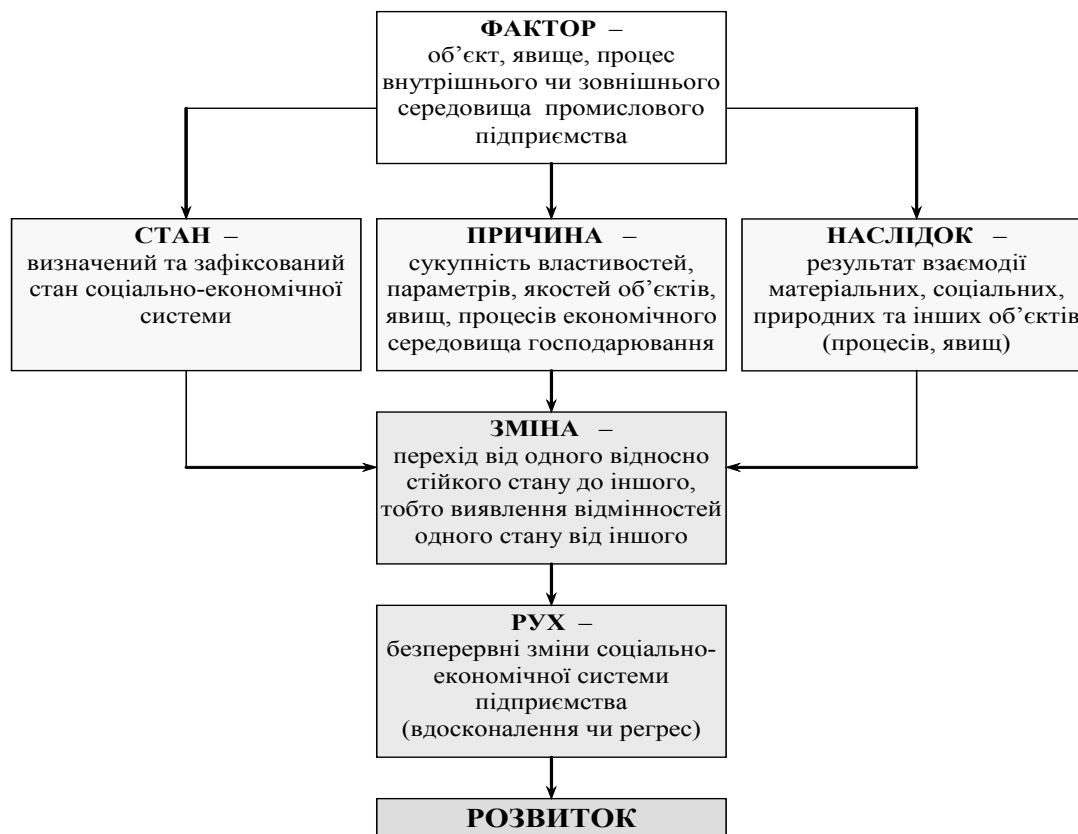 ФАКТОР –
об’єкт, явище, процес
внутрішнього чи зовнішнього
середовища промислового
підприємства
СТАН –
визначений та зафіксований
стан соціально-економічної
системи
ПРИЧИНА –
сукупність властивостей,
параметрів, якостей об’єктів,
явищ, процесів економічного
середовища господарювання
НАСЛІДОК –
результат взаємодії
матеріальних, соціальних,
природних та інших об’єктів
(процесів, явищ)
ЗМІНА –
перехід від одного відносно
стійкого стану до іншого,
тобто виявлення відмінностей
одного стану від іншого
РУХ –
безперервні зміни соціально-
економічної системи
підприємства
(вдосконалення чи регрес)
РОЗВИТОК